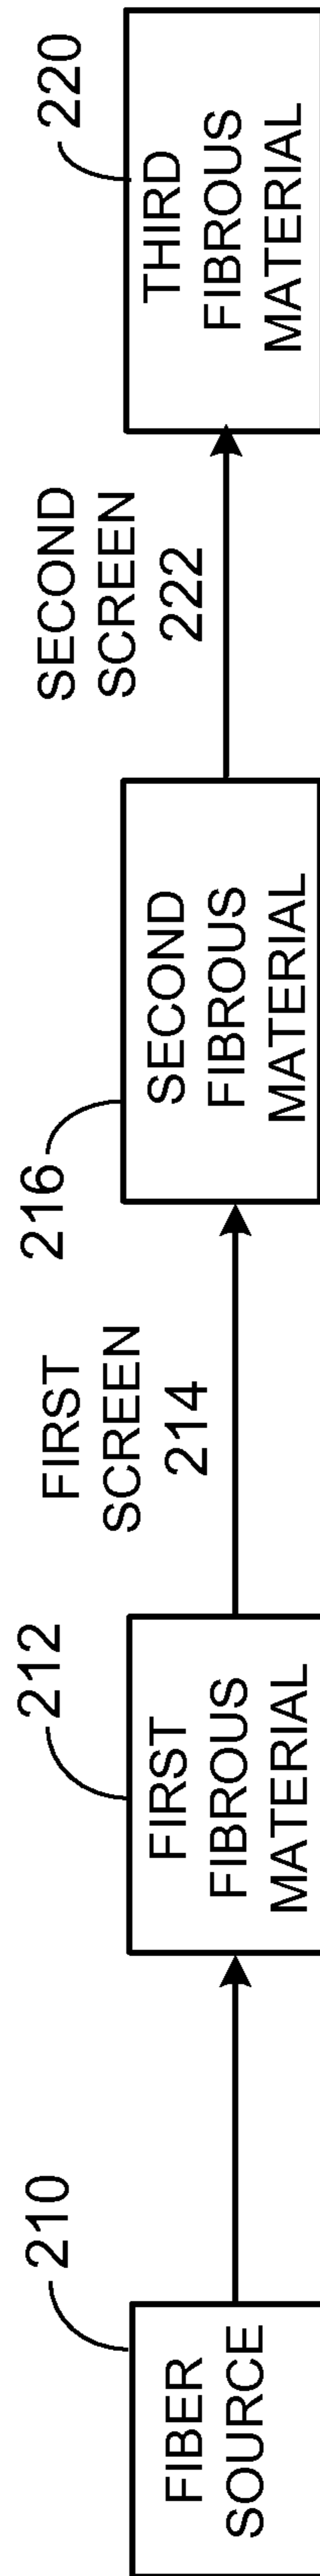 210
FIBER
SOURCE
212
FIRST
FIBROUS
MATERIAL
FIRST
SCREEN
214
216
SECOND
FIBROUS
MATERIAL
SECOND
SCREEN
222
220
THIRD
FIBROUS
MATERIAL